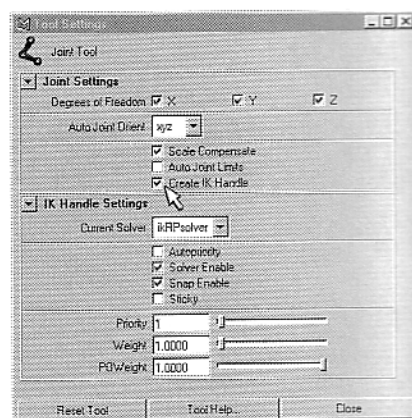 Tool Settings
Joint Tool
Joint Settings
Degrees of Freedom X Y Z
Auto Joint Orient xyz
Scale Compensate
Auto Joint Limits
Create IK Handle
IK Handle Settings
Current Solver ikRPsolver
Autopriority
Solver Enable
Snap Enable
Sticky
Priority 1
Weight 1.0000
POWeight 1.0000
Reset Tool Tool Help... Close